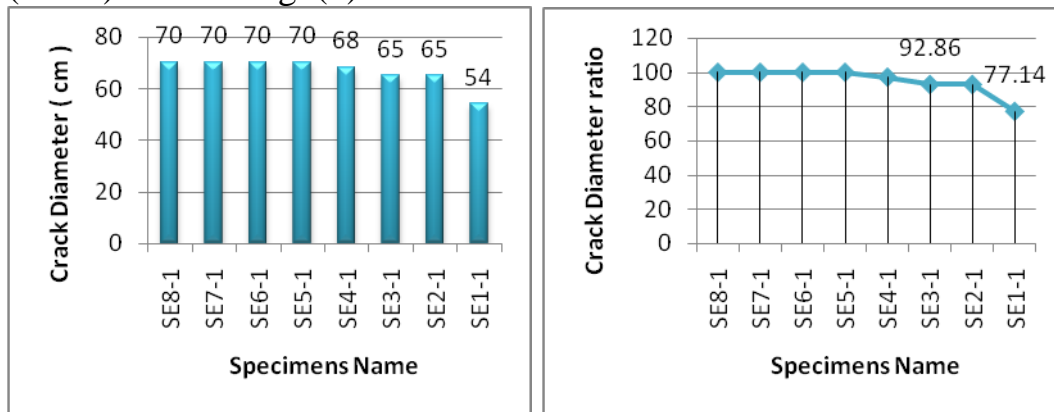 80
60
40
20
0
70
70
70
70
68
65
65
54
Crack Diameter ( cm )
SE8-1
SE7-1
SE6-1
SE5-1
SE4-1
SE3-1
SE2-1
SE1-1
Specimens Name
120
100
80
60
40
20
0
92.86
77.14
Crack Diameter ratio
SE8-1
SE7-1
SE6-1
SE5-1
SE4-1
SE3-1
SE2-1
SE1-1
Specimens Name